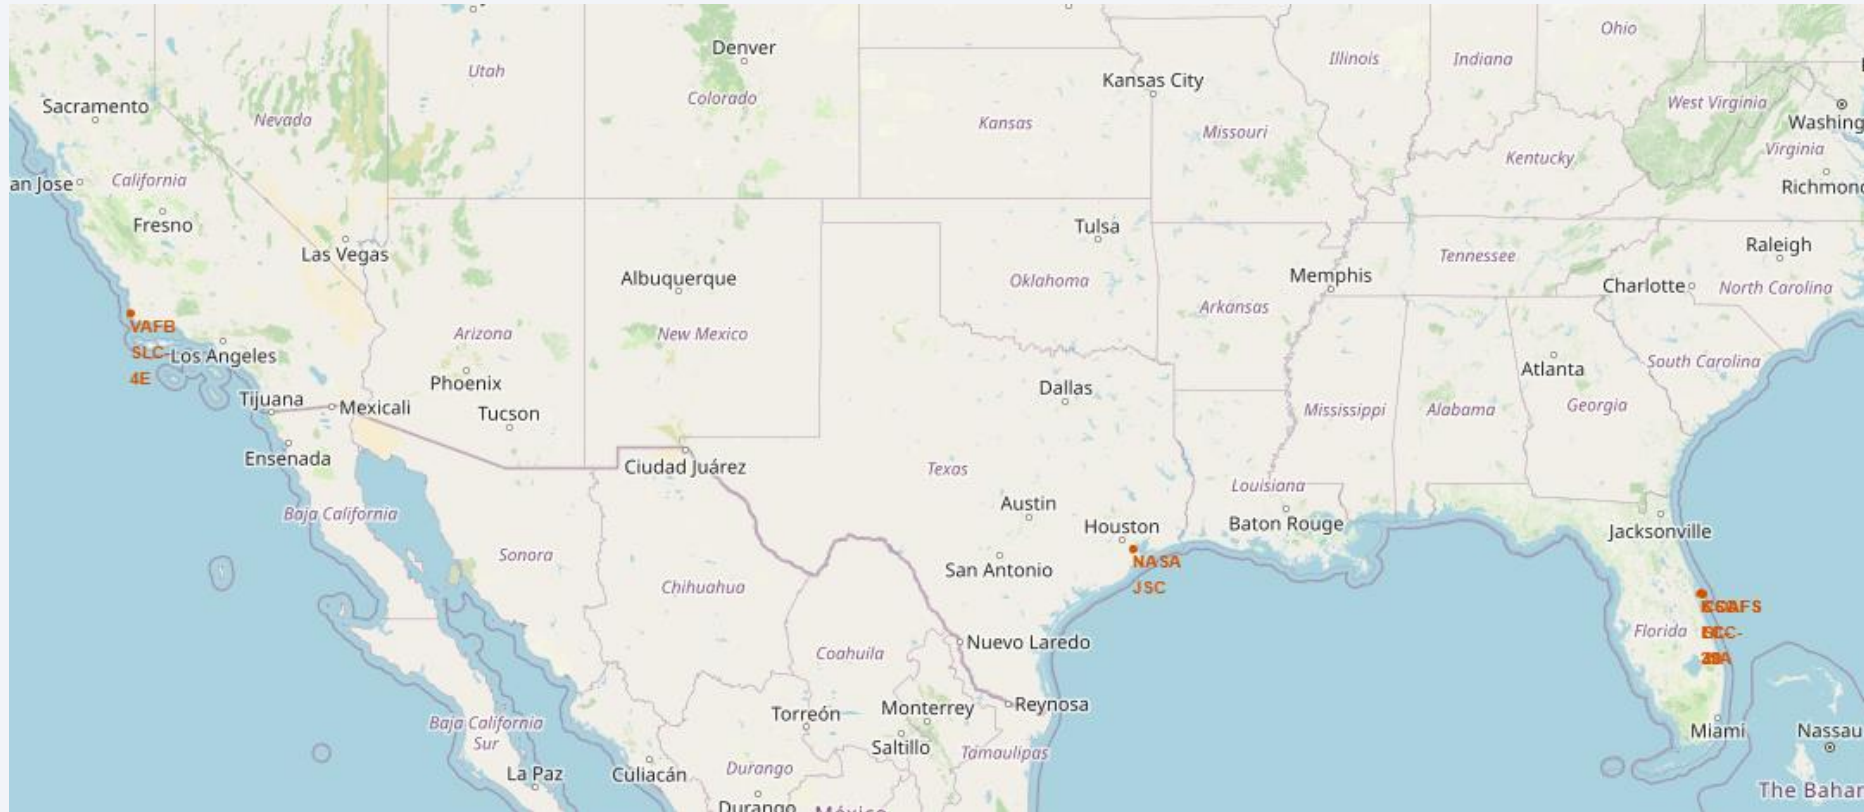 Denver
Ohio
Utah
Illinois
Indiana
Kansas City
Colorado
Sacramento
West Virginia
Nevada
Kansas
Missouri
Washing
Virginia
Kentucky
an Jose
California
Richmond
Fresno
Tulsa
Las Vegas
Raleigh
Tennessee
Albuquerque
Oklahoma
Memphis
Charlotte
North Carolina
Arkansas
VAFB
SLC-
4E
Los Angeles
Arizona
New Mexico
South Carolina
Atlanta
Phoenix
Dallas
Tijuana
Mexicali
Tucson
Mississippi
Alabama
Georgia
Ensenada
Ciudad Juárez
Texas
Louisiana
Austin
Baja California
Houston
Baton Rouge
Jacksonville
Sonora
NASA
JSC
San Antonio
Chihuahua
Florida
Nuevo Laredo
Coahuila
Reynosa
Torreón
Monterrey
Baja California
Sur
Miami
Nassau
Saltillo
Tamaulipas
La Paz
Culiacán
Durango
The Bahar
Durango
México